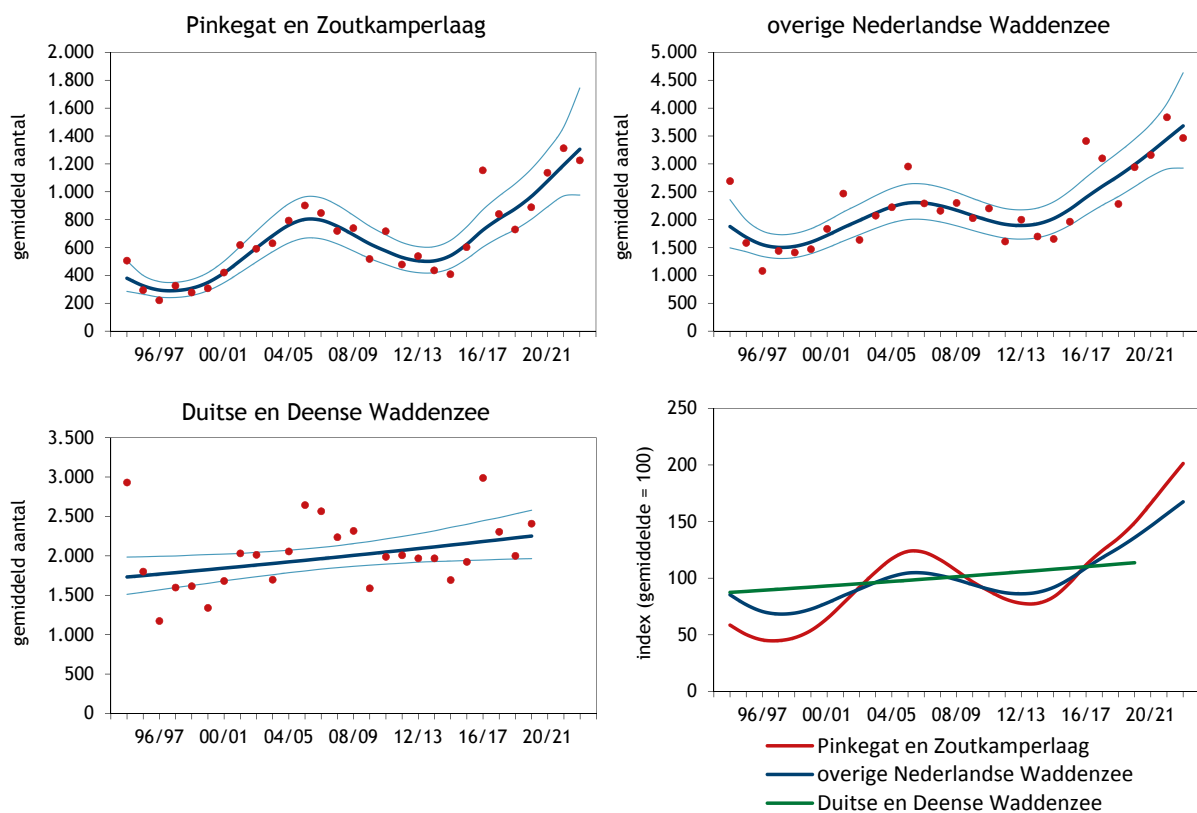 Pinkegat en Zoutkamperlaag
gemiddeld aantal
2.000
1.800
1.600
1.400
1.200
1.000
800
600
400
200
0
96/97 00/01 04/05 08/09 12/13 16/17 20/21
overige Nederlandse Waddenzee
gemiddeld aantal
5.000
4.500
4.000
3.500
3.000
2.500
2.000
1.500
1.000
500
0
96/97 00/01 04/05 08/09 12/13 16/17 20/21
Duitse en Deense Waddenzee
gemiddeld aantal
3.500
3.000
2.500
2.000
1.500
1.000
500
0
96/97 00/01 04/05 08/09 12/13 16/17 20/21
index (gemiddelde = 100)
250
200
150
100
50
0
96/97 00/01 04/05 08/09 12/13 16/17 20/21
Pinkegat en Zoutkamperlaag
overige Nederlandse Waddenzee
Duitse en Deense Waddenzee